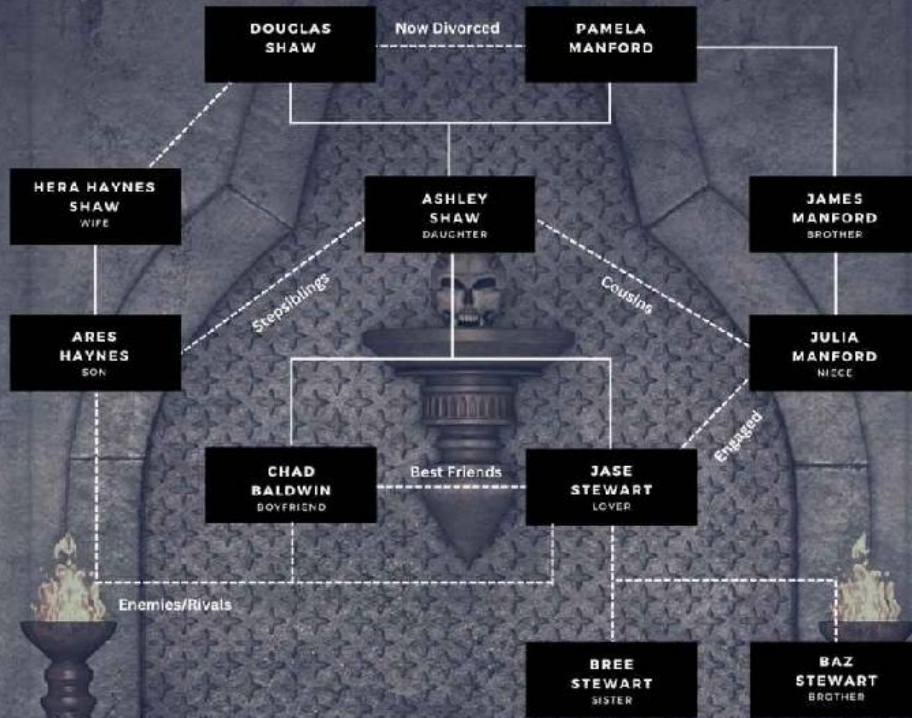 DOUGLAS
SHAW
Now Divorced
PAMELA
MANFORD
HERA HAYNES
SHAW
WIFE
ASHLEY
SHAW
DAUGHTER
JAMES
MANFORD
BROTHER
Stepsiblings
Cousins
ARES
HAYNES
SON
JULIA
MANFORD
NIECE
Engaged
CHAD
BALDWIN
BOYFRIEND
Best Friends
JASE
STEWART
LOVER
Enemies/Rivals
BREE
STEWART
SISTER
BAZ
STEWART
BROTHER